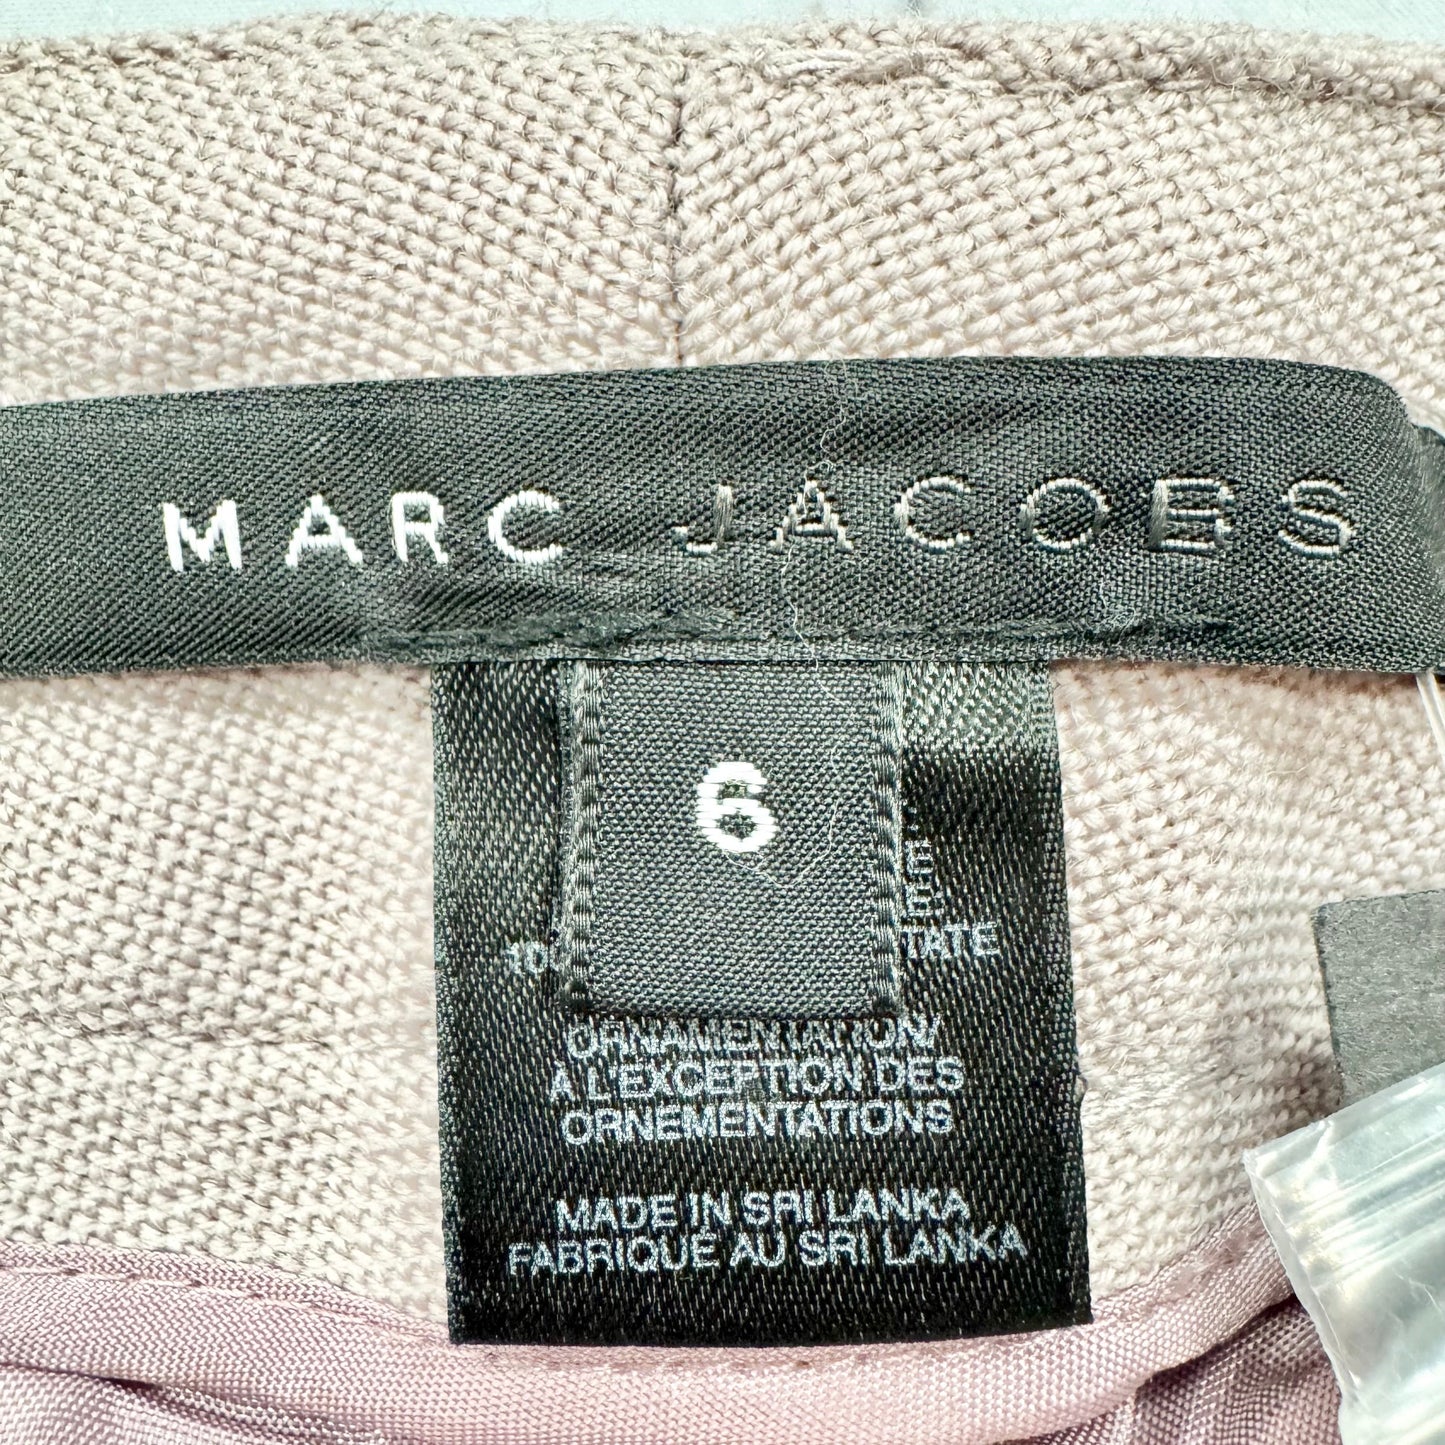 MARC JACOBS
6
ORNAMENTATION/
A L'EXCEPTION DES
ORNEMENTATIONS
MADE IN SRI LANKA
FABRIQUE AU SRI LANKA